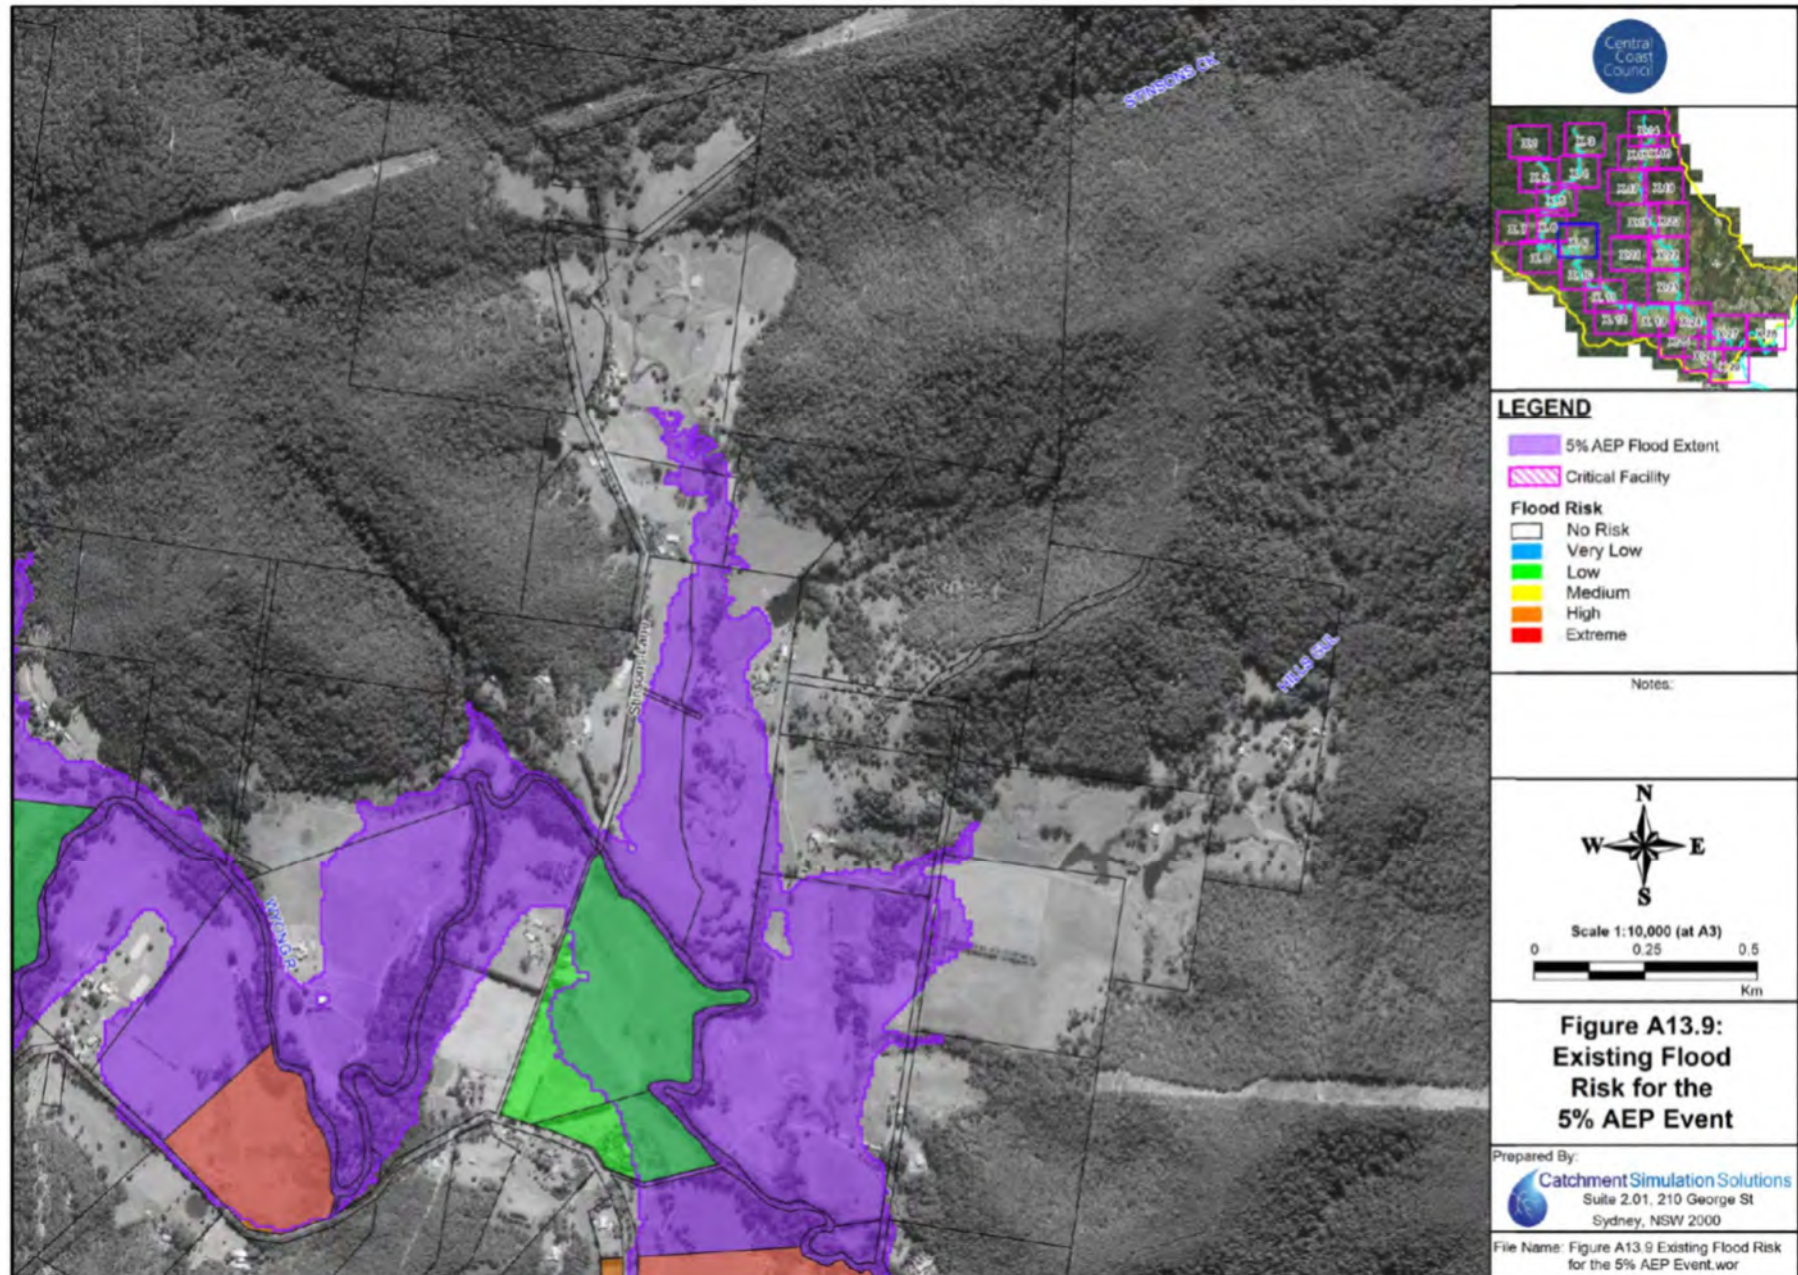 STINSONS CK
HILLS GUL
Stinson Lane
WYONG R
Central
Coast
Council
LEGEND
5% AEP Flood Extent
Critical Facility
Flood Risk
No Risk
Very Low
Low
Medium
High
Extreme
Notes:
N
W E
S
Scale 1:10,000 (at A3)
0 0.25 0.5
Km
Figure A13.9:
Existing Flood
Risk for the
5% AEP Event
Prepared By:
Catchment Simulation Solutions
Suite 2.01, 210 George St
Sydney, NSW 2000
File Name: Figure A13.9 Existing Flood Risk
for the 5% AEP Event.wor